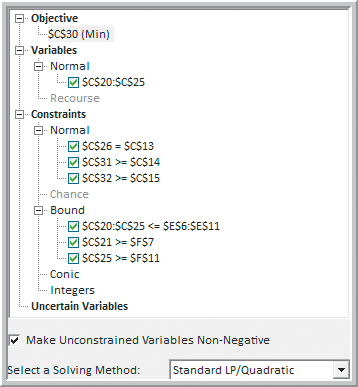 Objective
$C$30 (Min)
Variables
Normal
$C$20:$C$25
Recourse
Constraints
Normal
$C$26 = $C$13
$C$31 >= $C$14
$C$32 >= $C$15
Chance
Bound
$C$20:$C$25 <= $E$6:$E$11
$C$21 >= $F$7
$C$25 >= $F$11
Conic
Integers
Uncertain Variables
Make Unconstrained Variables Non-Negative
Select a Solving Method: Standard LP/Quadratic